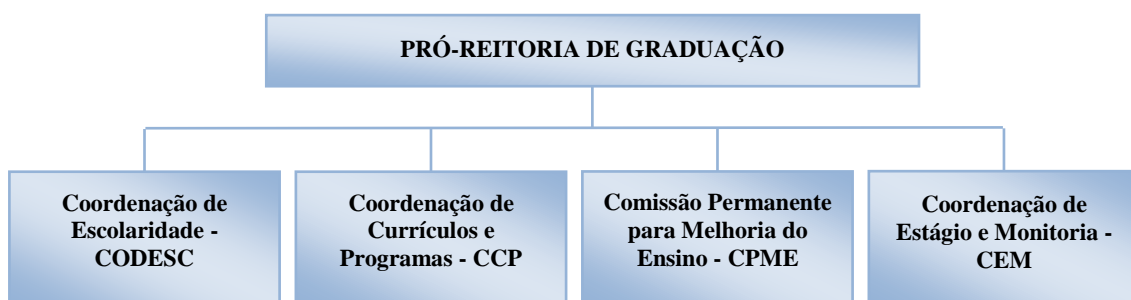 PRÓ-REITORIA DE GRADUAÇÃO
Coordenação de
Escolaridade -
CODESC
Coordenação de
Currículos e
Programas - CCP
Comissão Permanente
para Melhoria do
Ensino - CPME
Coordenação de
Estágio e Monitoria -
CEM